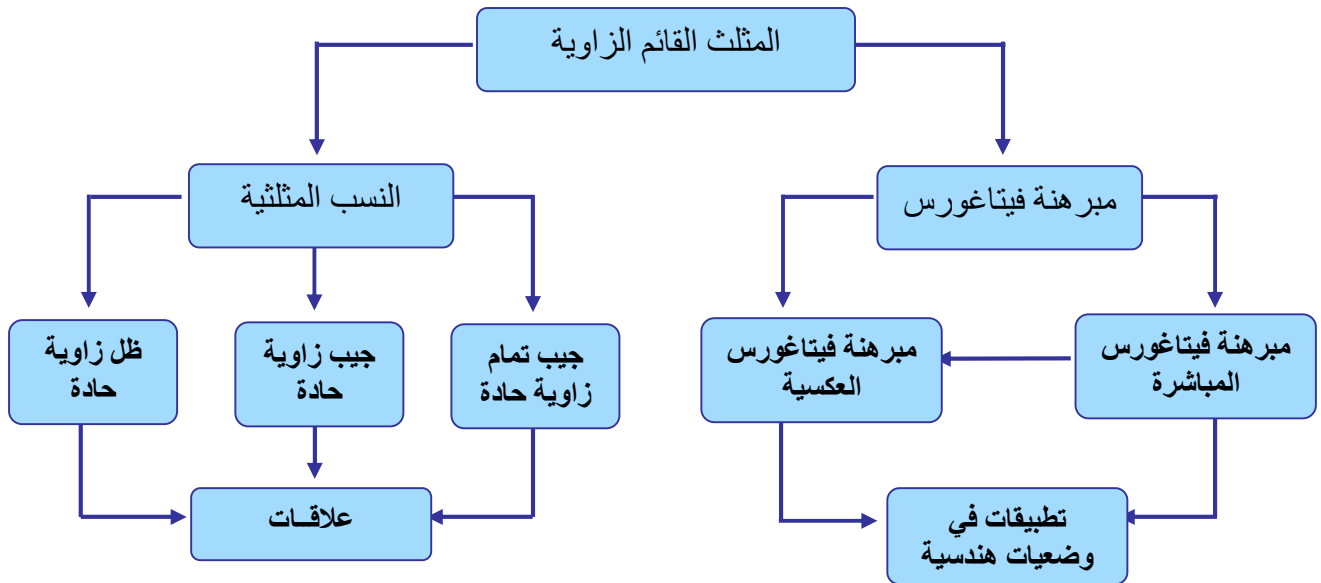 المثلث القائم الزاوية
مبرهنة فيتاغورس
النسب المثلثية
مبرهنة فيتاغورس
المباشرة
مبرهنة فيتاغورس
العكسية
جيب تمام
زاوية حادة
جيب زاوية
حادة
ظل زاوية
حادة
تطبيقات في
وضعيات هندسية
علاقــات